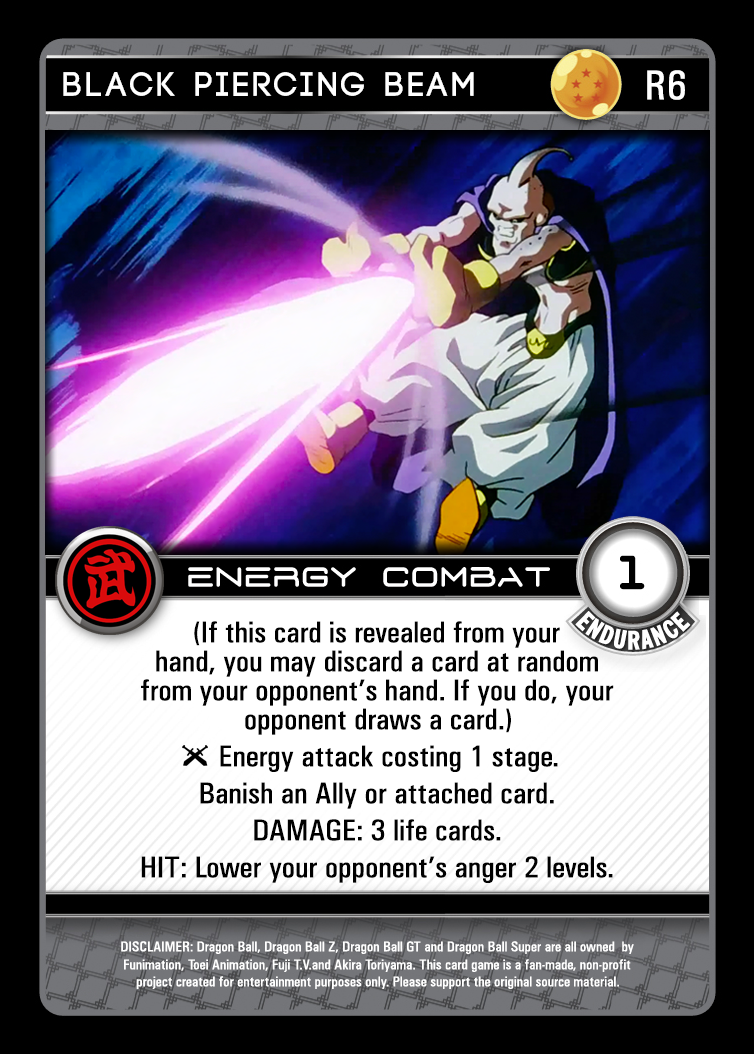 BLACK PIERCING BEAM
R6
武
ENERGY COMBAT
1
ENDURANCE
(If this card is revealed from your
hand, you may discard a card at random
from your opponent's hand. If you do, your
opponent draws a card.)
Energy attack costing 1 stage.
Banish an Ally or attached card.
DAMAGE: 3 life cards.
HIT: Lower your opponent's anger 2 levels.
DISCLAIMER: Dragon Ball, Dragon Ball Z, Dragon Ball GT and Dragon Ball Super are all owned by
Funimation, Toei Animation, Fuji T.V.and Akira Toriyama. This card game is a fan-made, non-profit
project created for entertainment purposes only. Please support the original source material.